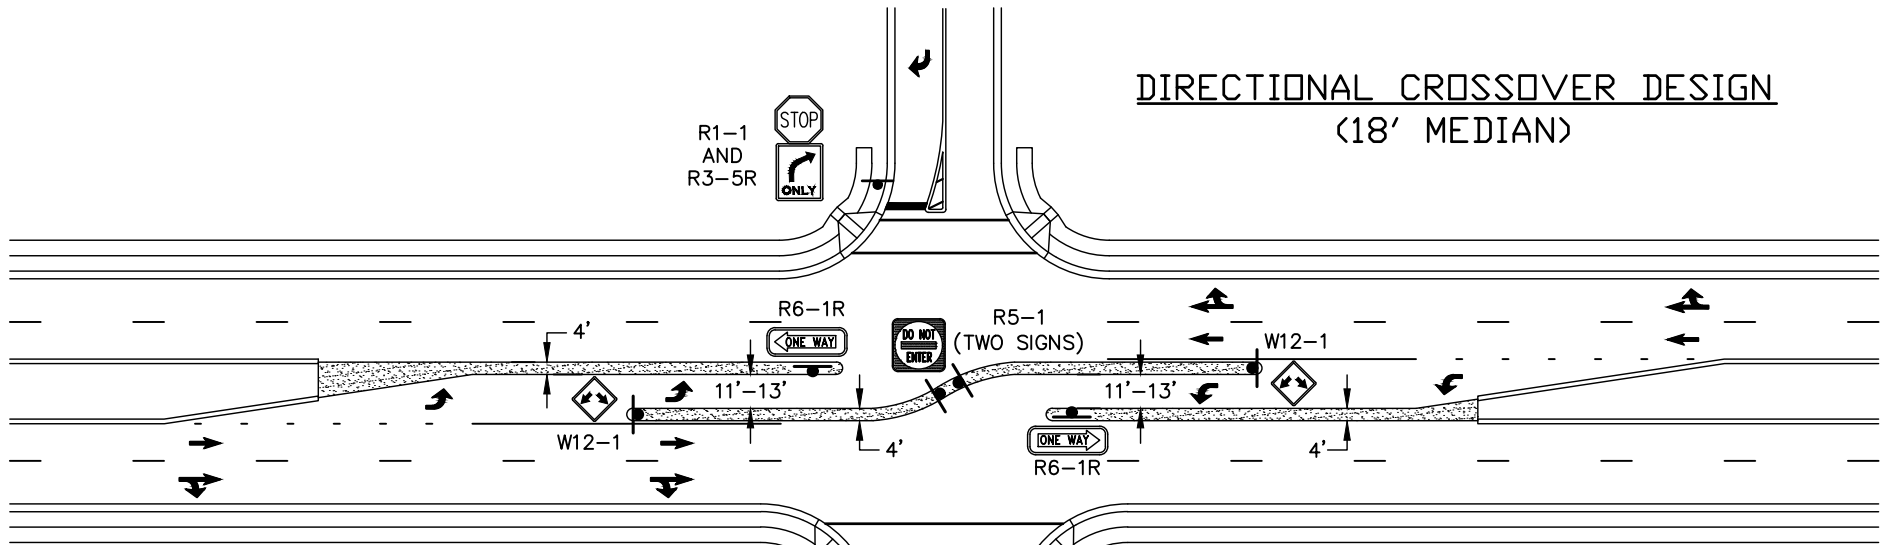 DIRECTIONAL CROSSOVER DESIGN
(18' MEDIAN)
R1-1
AND
R3-5R
STOP
ONLY
4'
R6-1R
ONE WAY
DO NOT
ENTER
R5-1
(TWO SIGNS)
W12-1
11'-13'
11'-13'
W12-1
4'
ONE WAY
R6-1R
4'